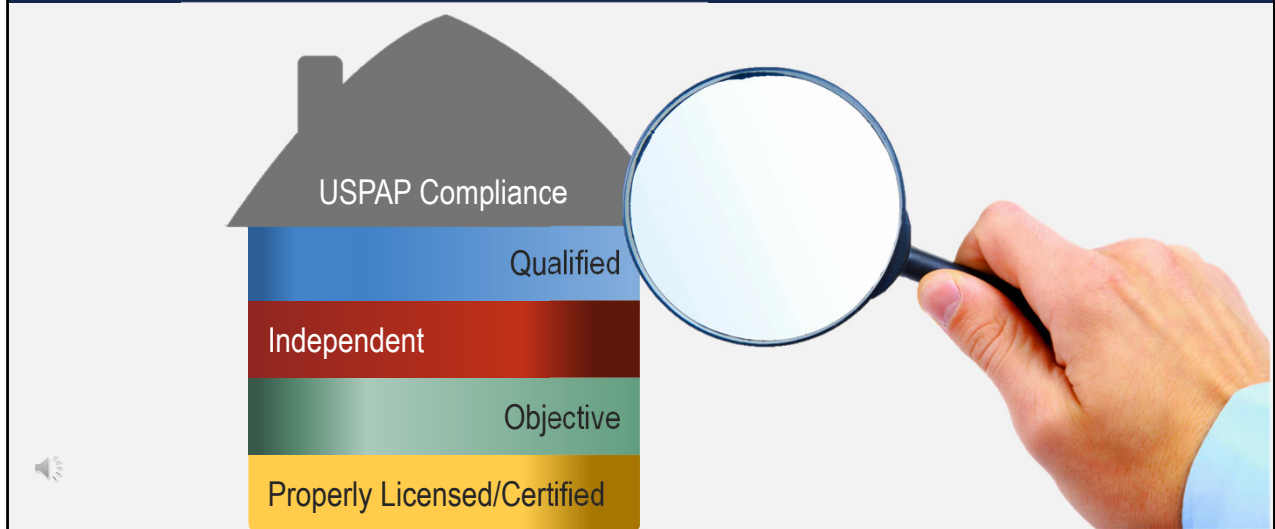 USPAP Compliance
Qualified
Independent
Objective
Properly Licensed/Certified